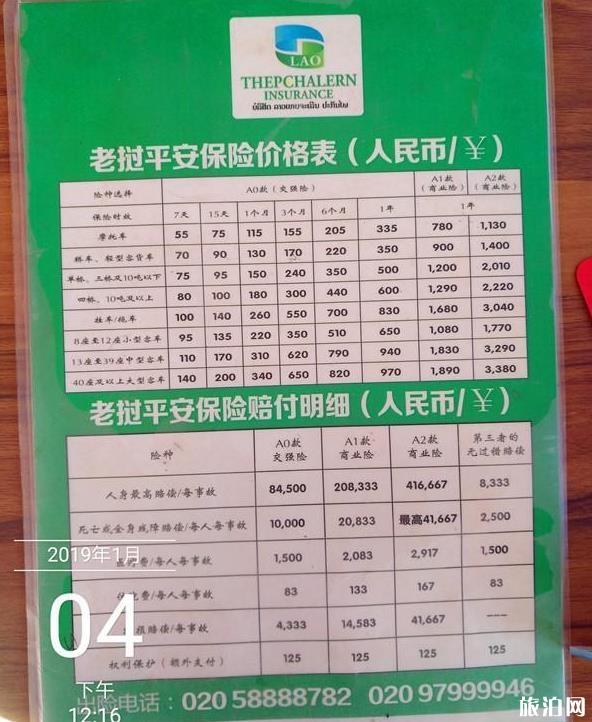 LAO
THEPCHALERN
INSURANCE
老挝平安保险价格表（人民币/￥）
险种选择 A0款（交强险） A1款（商业险） A2款（商业险）
保险时效 7天 15天 1个月 3个月 6个月 1年 1年
摩托车 55 75 115 155 205 335 780 1,130
轿车、轻型客货车 70 90 130 170 220 350 900 1,400
单桥、三桥及10吨以下 75 95 150 240 350 500 1,200 2,010
四桥、10吨及以上 80 100 180 300 440 600 1,290 2,220
挂车/拖车 100 140 260 550 700 830 1,680 3,040
8座至12座小型客车 95 135 220 350 510 650 1,080 1,770
13座至39座中型客车 110 170 310 620 790 940 1,830 3,290
40座及以上大型客车 140 200 340 650 820 970 1,890 3,380
老挝平安保险赔付明细（人民币/￥）
险种 A0款交强险 A1款商业险 A2款商业险 第三者的无过错赔偿
人身最高赔偿/每事故 84,500 208,333 416,667 8,333
死亡或全身残障赔偿/每人每事故 10,000 20,833 最高41,667 2,500
医疗费/每人每事故 1,500 2,083 2,917 1,500
费/每人每事故 83 133 167 83
赔偿/每事故 4,333 14,583 41,667 ---
权利保护（额外支付） 125 125 125 125
出险电话：020 58888782 020 97999946
2019年1月
04
下午
12:16
旅泊网